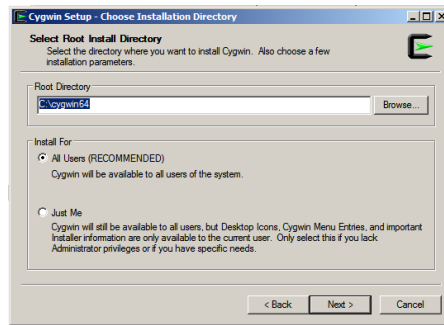 Cygwin Setup - Choose Installation Directory
Select Root Install Directory
Select the directory where you want to install Cygwin. Also choose a few
installation parameters.
Root Directory
C:\cygwin64
Browse...
Install For
All Users (RECOMMENDED)
Cygwin will be available to all users of the system.
Just Me
Cygwin will still be available to all users, but Desktop Icons, Cygwin Menu Entries, and important
Installer information are only available to the current user. Only select this if you lack
Administrator privileges or if you have specific needs.
< Back
Next >
Cancel